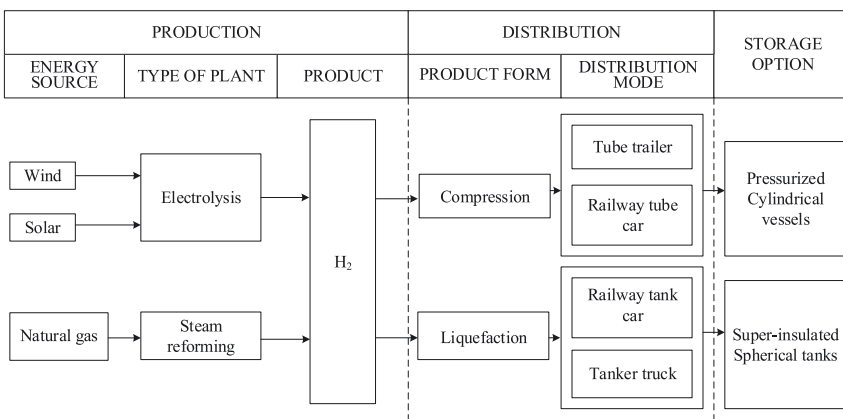 PRODUCTION
DISTRIBUTION
STORAGE
OPTION
ENERGY
SOURCE
TYPE OF PLANT
PRODUCT
PRODUCT FORM
DISTRIBUTION
MODE
Wind
Solar
Electrolysis
H₂
Compression
Tube trailer
Railway tube
car
Pressurized
Cylindrical
vessels
Natural gas
Steam
reforming
Liquefaction
Railway tank
car
Tanker truck
Super-insulated
Spherical tanks